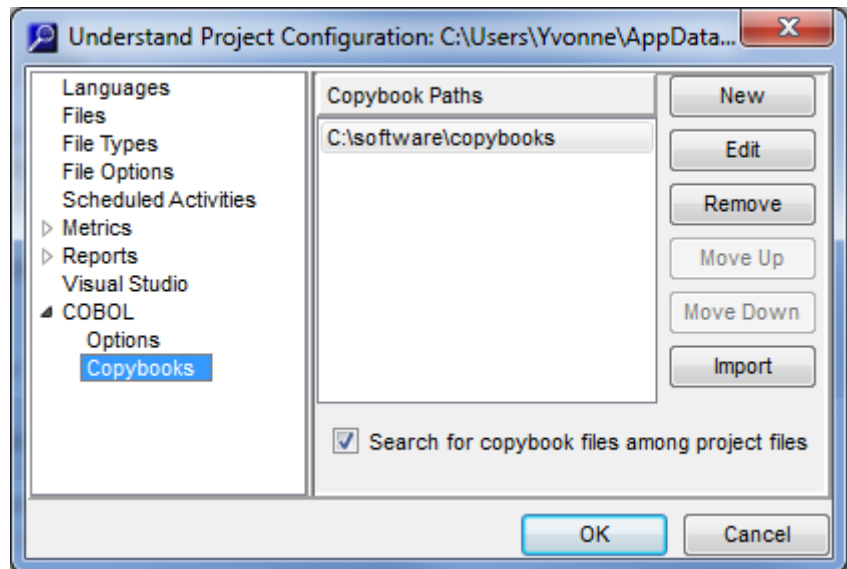 Understand Project Configuration: C:\Users\Yvonne\AppData...
Languages
Files
File Types
File Options
Scheduled Activities
Metrics
Reports
Visual Studio
COBOL
Options
Copybooks
Copybook Paths
C:\software\copybooks
New
Edit
Remove
Move Up
Move Down
Import
Search for copybook files among project files
OK
Cancel